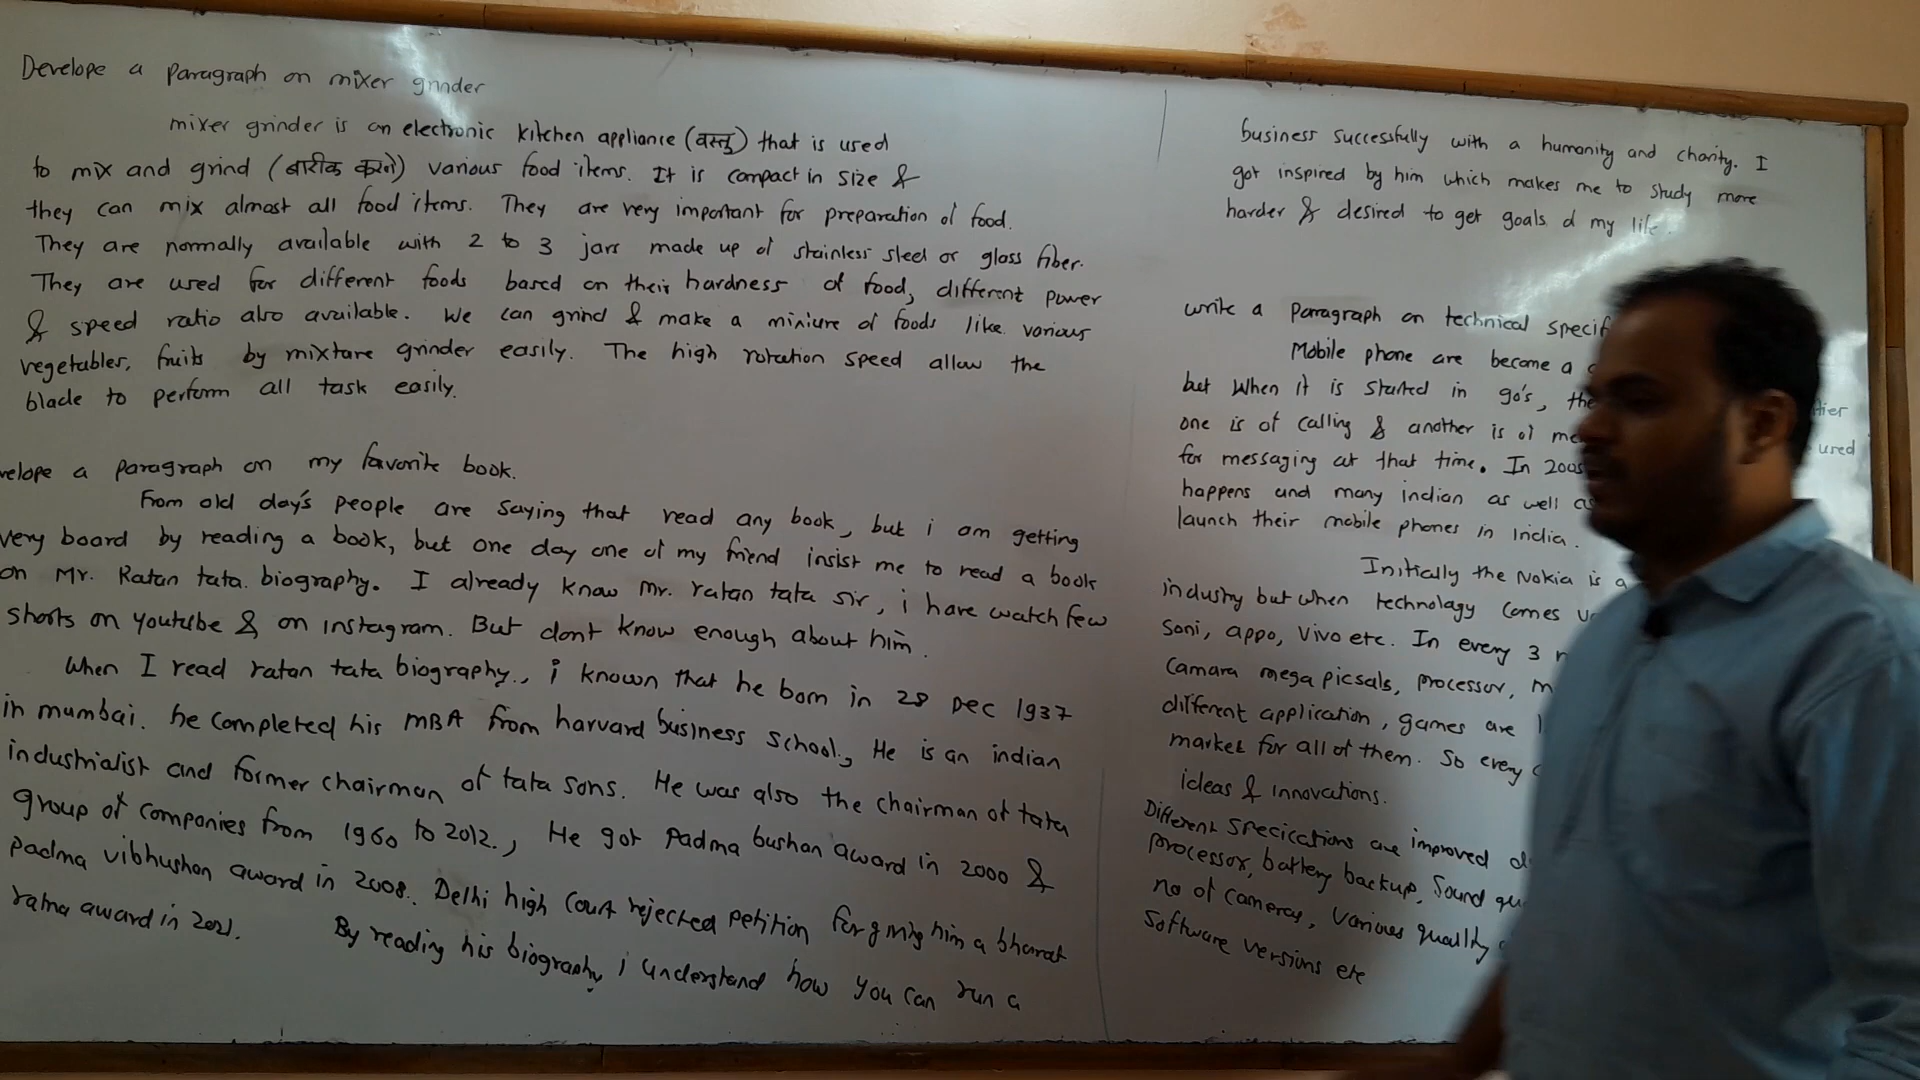 Develope a paragraph on mixer grinder
mixer grinder is an electronic kitchen appliance (वस्तू) that is used
to mix and grind (बारीक करने) various food items. It is compact in size &
they can mix almost all food items. They are very important for preparation of food.
They are normally available with 2 to 3 jars made up of stainless steel or glass fiber.
They are used for different foods based on their hardness of food, different power
& speed ratio also available. We can grind & make a mixture of foods like various
vegetables, fruits by mixture grinder easily. The high rotation speed allow the
blade to perform all task easily.
velope a paragraph on my favorite book.
From old day's people are saying that read any book, but i am getting
very board by reading a book, but one day one of my friend insist me to read a book
on Mr. Ratan tata. biography. I already know mr. ratan tata sir, i have watch few
shorts on youtube & on instagram. But dont know enough about him.
When I read ratan tata biography., i known that he born in 28 Dec 1937
in mumbai. he completed his MBA from harvard business school., He is an indian
industrialist and former chairman of tata sons. He was also the chairman of tata
group of companies from 1960 to 2012., He got Padma bushan award in 2000 &
padma vibhushan award in 2008.. Delhi high court rejected petition for giving him a bharat
ratna award in 2021.
By reading his biography i understand how you can run a
business successfully with a humanity and charity. I
got inspired by him which makes me to study more
harder & desired to get goals of my life.
write a paragraph on technical specif
Mobile phone are become a
but when it is started in 90's, the
one is of calling & another is of me
for messaging at that time. In 2005
used
happens and many indian as well as
launch their mobile phones in India.
Initially the Nokia is a
industry but when technology comes
Soni, appo, vivo etc. In every 3
camara mega picsals, processor, m
different application, games are
market for all of them. So every
ideas & innovations.
Different are improved
processor, battery backup, sound qu
no of cameras, various quality
software versions etc